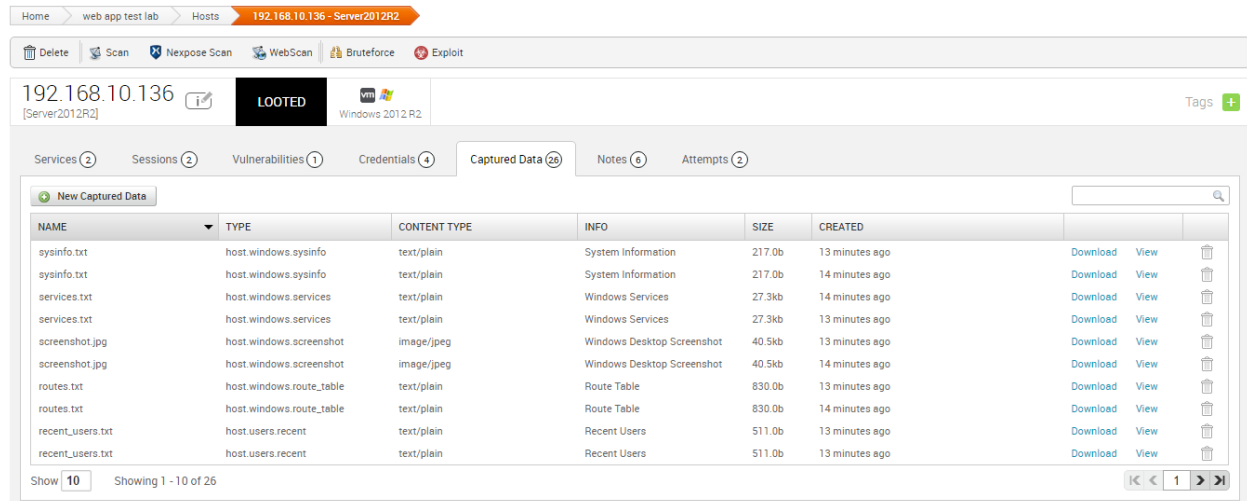 Home web app test lab Hosts 192.168.10.136 - Server2012R2
Delete Scan Nexpose Scan WebScan Bruteforce Exploit
192.168.10.136 LOOTED vm Tags
[Server2012R2] Windows 2012 R2
Services 2 Sessions 2 Vulnerabilities 1 Credentials 4 Captured Data 26 Notes 6 Attempts 2
New Captured Data
NAME TYPE CONTENT TYPE INFO SIZE CREATED
sysinfo.txt host.windows.sysinfo text/plain System Information 217.0b 13 minutes ago Download View
sysinfo.txt host.windows.sysinfo text/plain System Information 217.0b 14 minutes ago Download View
services.txt host.windows.services text/plain Windows Services 27.3kb 14 minutes ago Download View
services.txt host.windows.services text/plain Windows Services 27.3kb 13 minutes ago Download View
screenshot.jpg host.windows.screenshot image/jpeg Windows Desktop Screenshot 40.5kb 13 minutes ago Download View
screenshot.jpg host.windows.screenshot image/jpeg Windows Desktop Screenshot 40.5kb 14 minutes ago Download View
routes.txt host.windows.route_table text/plain Route Table 830.0b 13 minutes ago Download View
routes.txt host.windows.route_table text/plain Route Table 830.0b 14 minutes ago Download View
recent_users.txt host.users.recent text/plain Recent Users 511.0b 13 minutes ago Download View
recent_users.txt host.users.recent text/plain Recent Users 511.0b 14 minutes ago Download View
Show 10 Showing 1 - 10 of 26 1